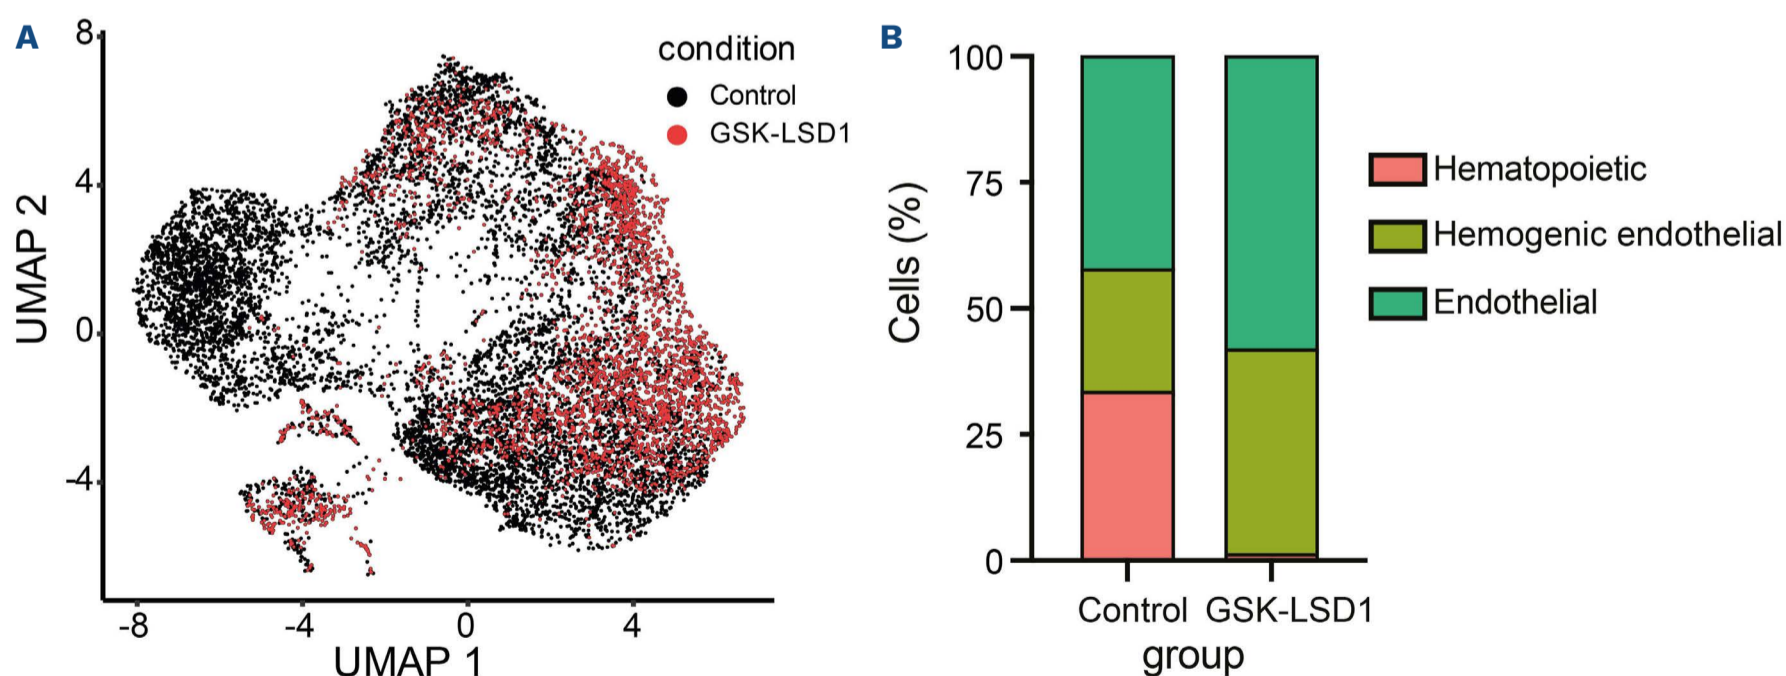 A
8
4
0
-4
UMAP 2
-8
-4
0
4
UMAP 1
condition
Control
GSK-LSD1
B
100
75
50
25
0
Cells (%)
Control GSK-LSD1
group
Hematopoietic
Hemogenic endothelial
Endothelial